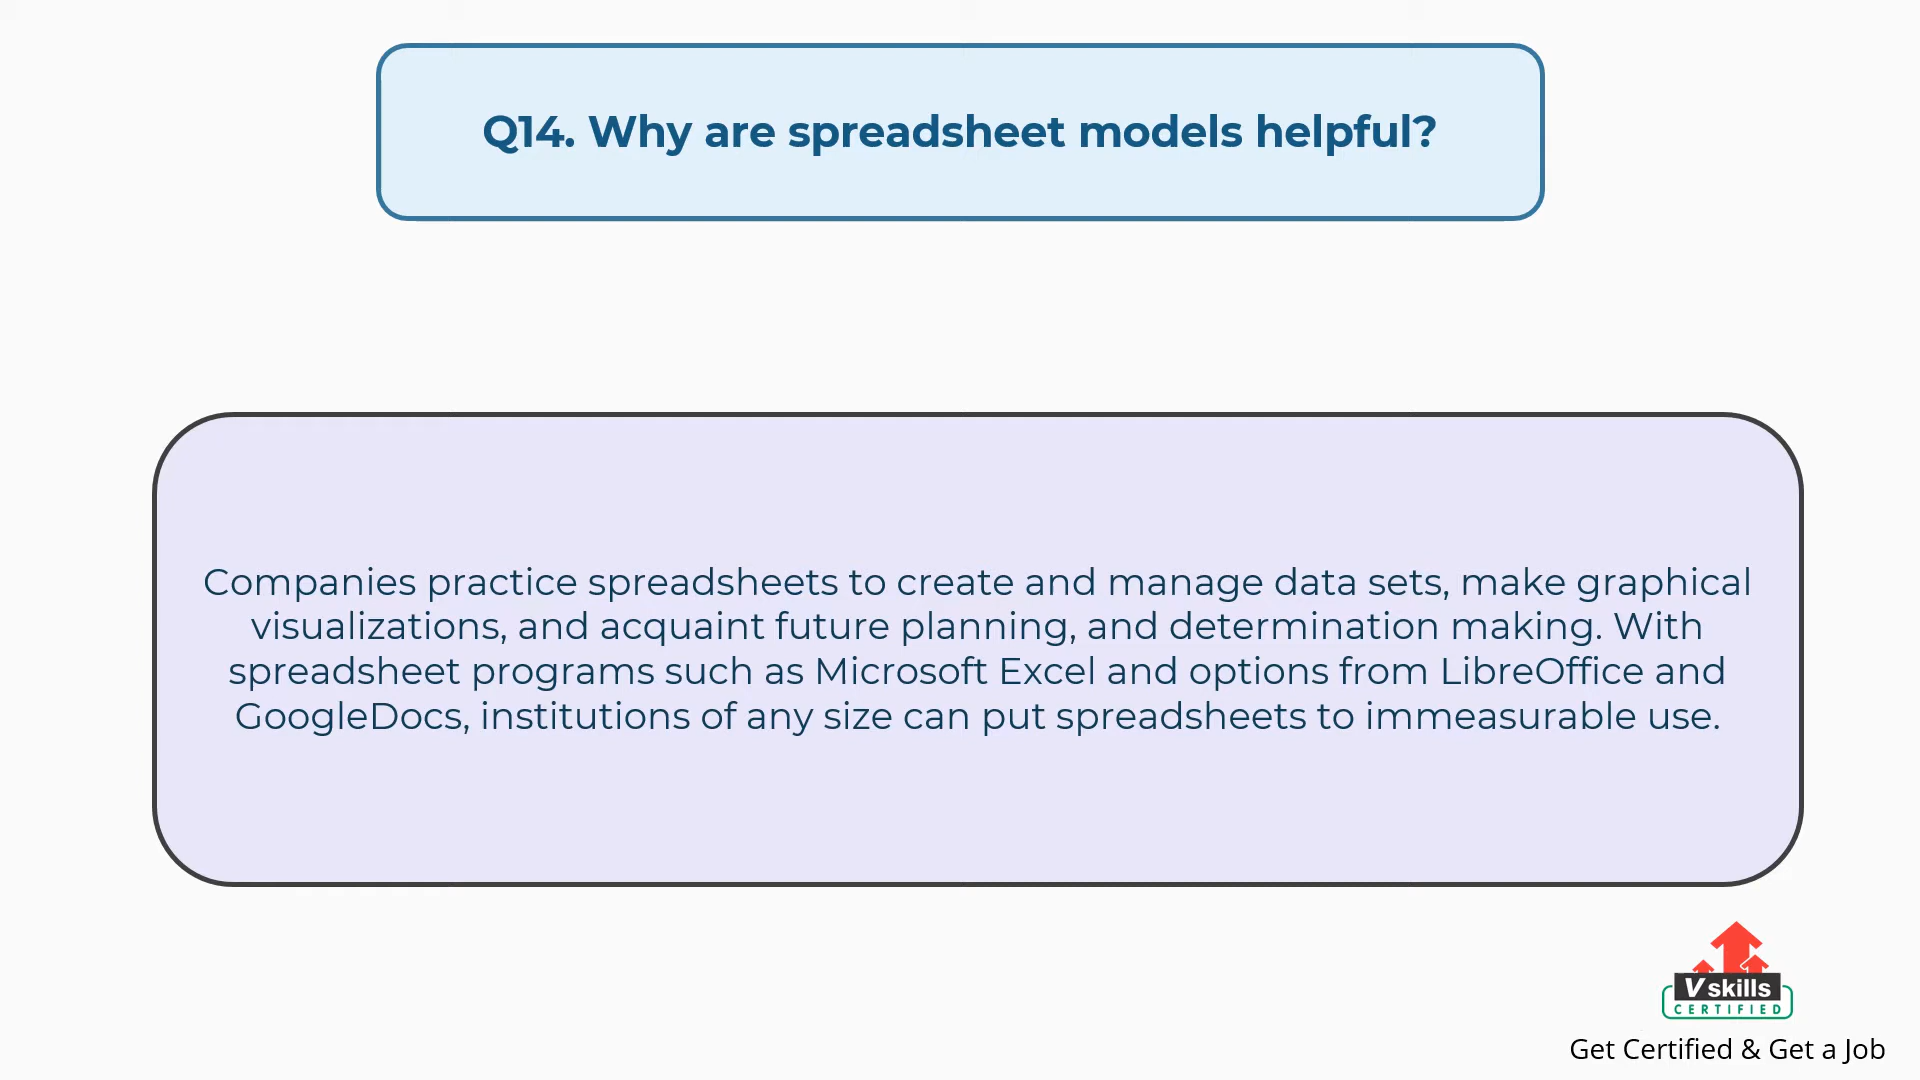 Q14. Why are spreadsheet models helpful?
Companies practice spreadsheets to create and manage data sets, make graphical
visualizations, and acquaint future planning, and determination making. With
spreadsheet programs such as Microsoft Excel and options from LibreOffice and
GoogleDocs, institutions of any size can put spreadsheets to immeasurable use.
Vskills
CERTIFIED
Get Certified & Get a Job